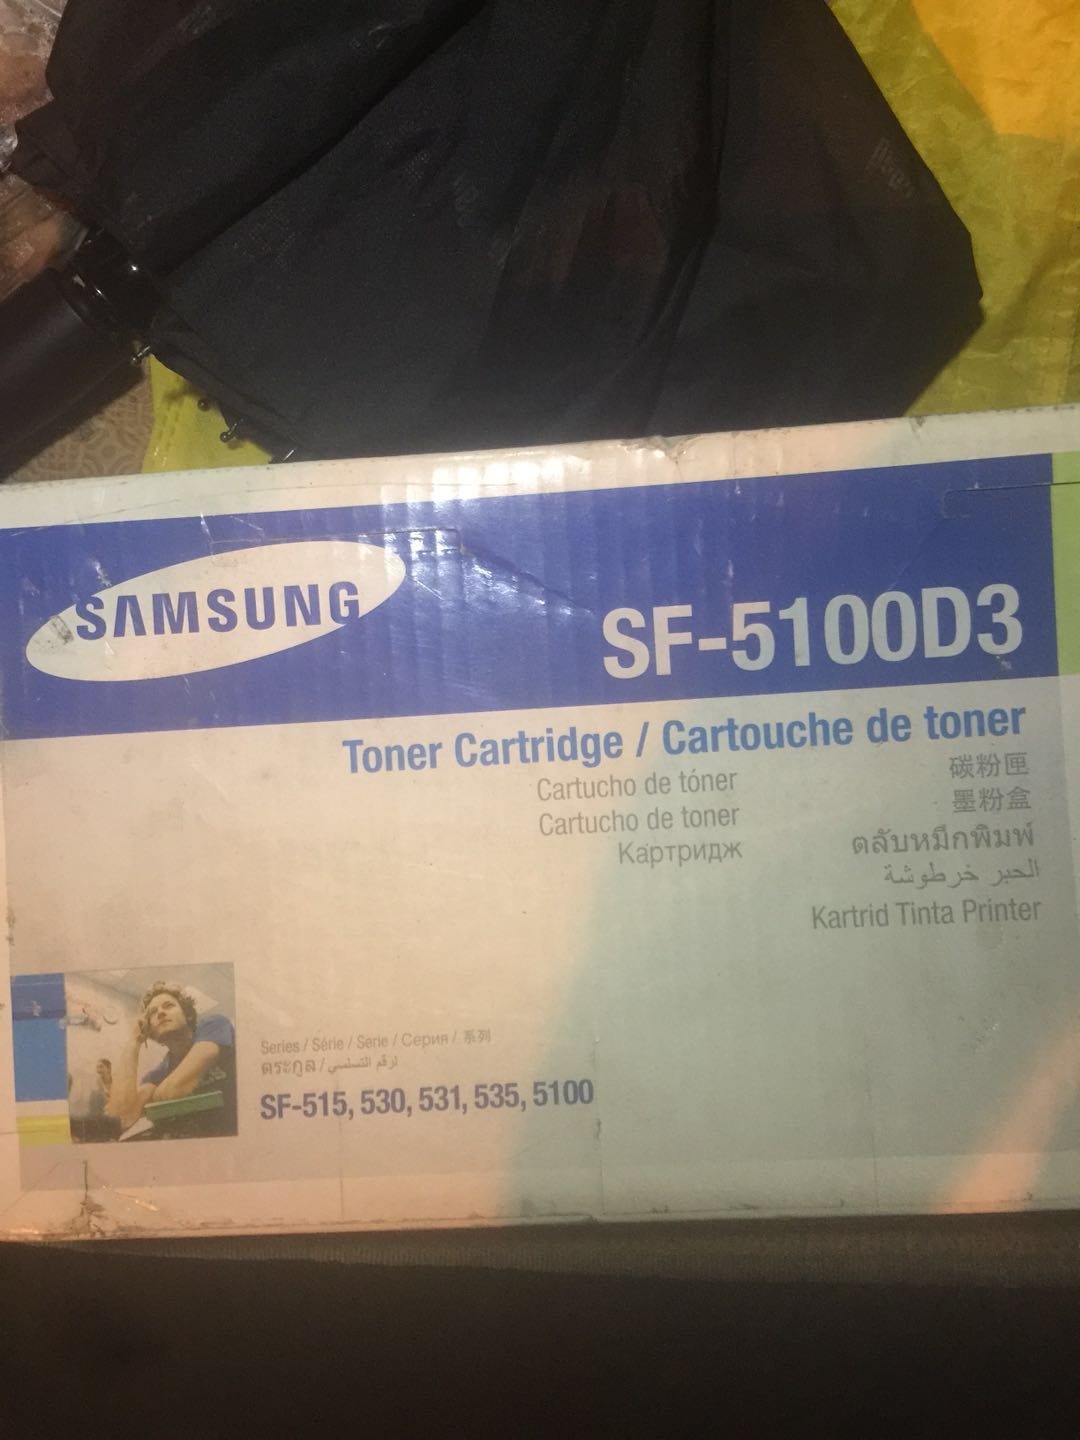 SAMSUNG
SF-5100D3
Toner Cartridge / Cartouche de toner
Cartucho de tóner
Cartucho de toner
Картридж
碳粉匣
墨粉盒
ตลับหมึกพิมพ์
الحبر خرطوشة
Kartrid Tinta Printer
Series / Série / Serie / Серия / 系列
ตระกูล / لرقم التسلسي
SF-515, 530, 531, 535, 5100